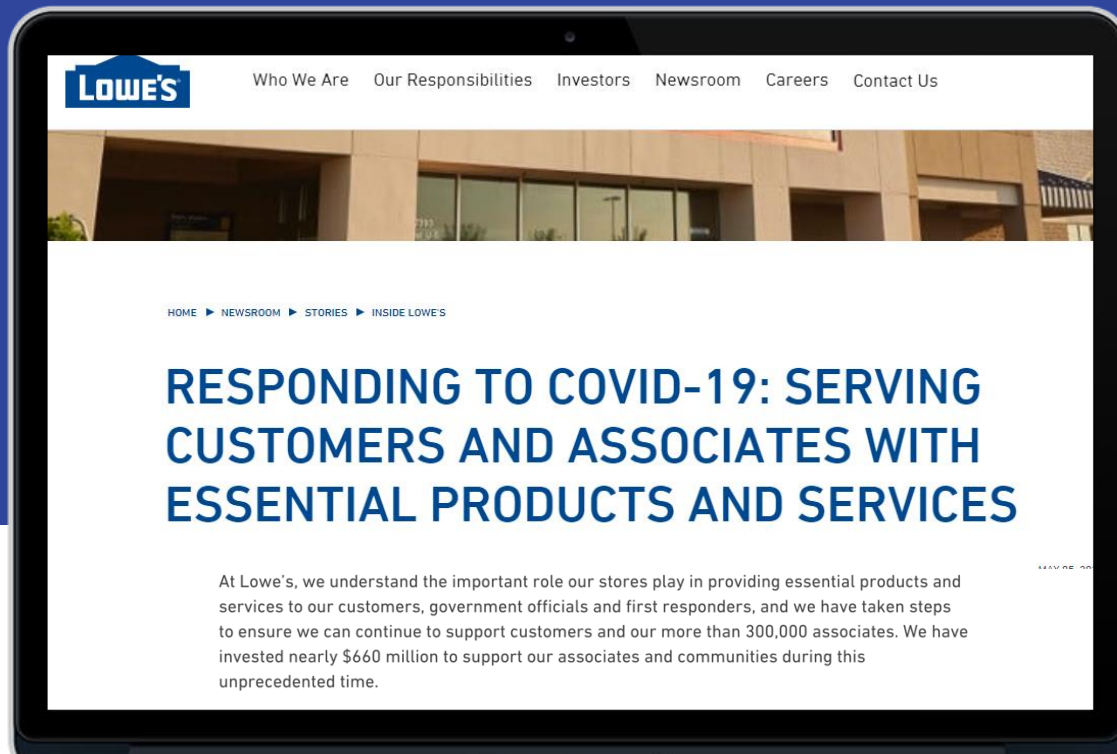 LOWE'S
Who We Are Our Responsibilities Investors Newsroom Careers Contact Us
HOME ▶ NEWSROOM ▶ STORIES ▶ INSIDE LOWE'S
RESPONDING TO COVID-19: SERVING
CUSTOMERS AND ASSOCIATES WITH
ESSENTIAL PRODUCTS AND SERVICES
At Lowe's, we understand the important role our stores play in providing essential products and
services to our customers, government officials and first responders, and we have taken steps
to ensure we can continue to support customers and our more than 300,000 associates. We have
invested nearly $660 million to support our associates and communities during this
unprecedented time.